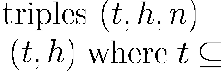 triples (t, h, n)
(t, h) where t ⊆